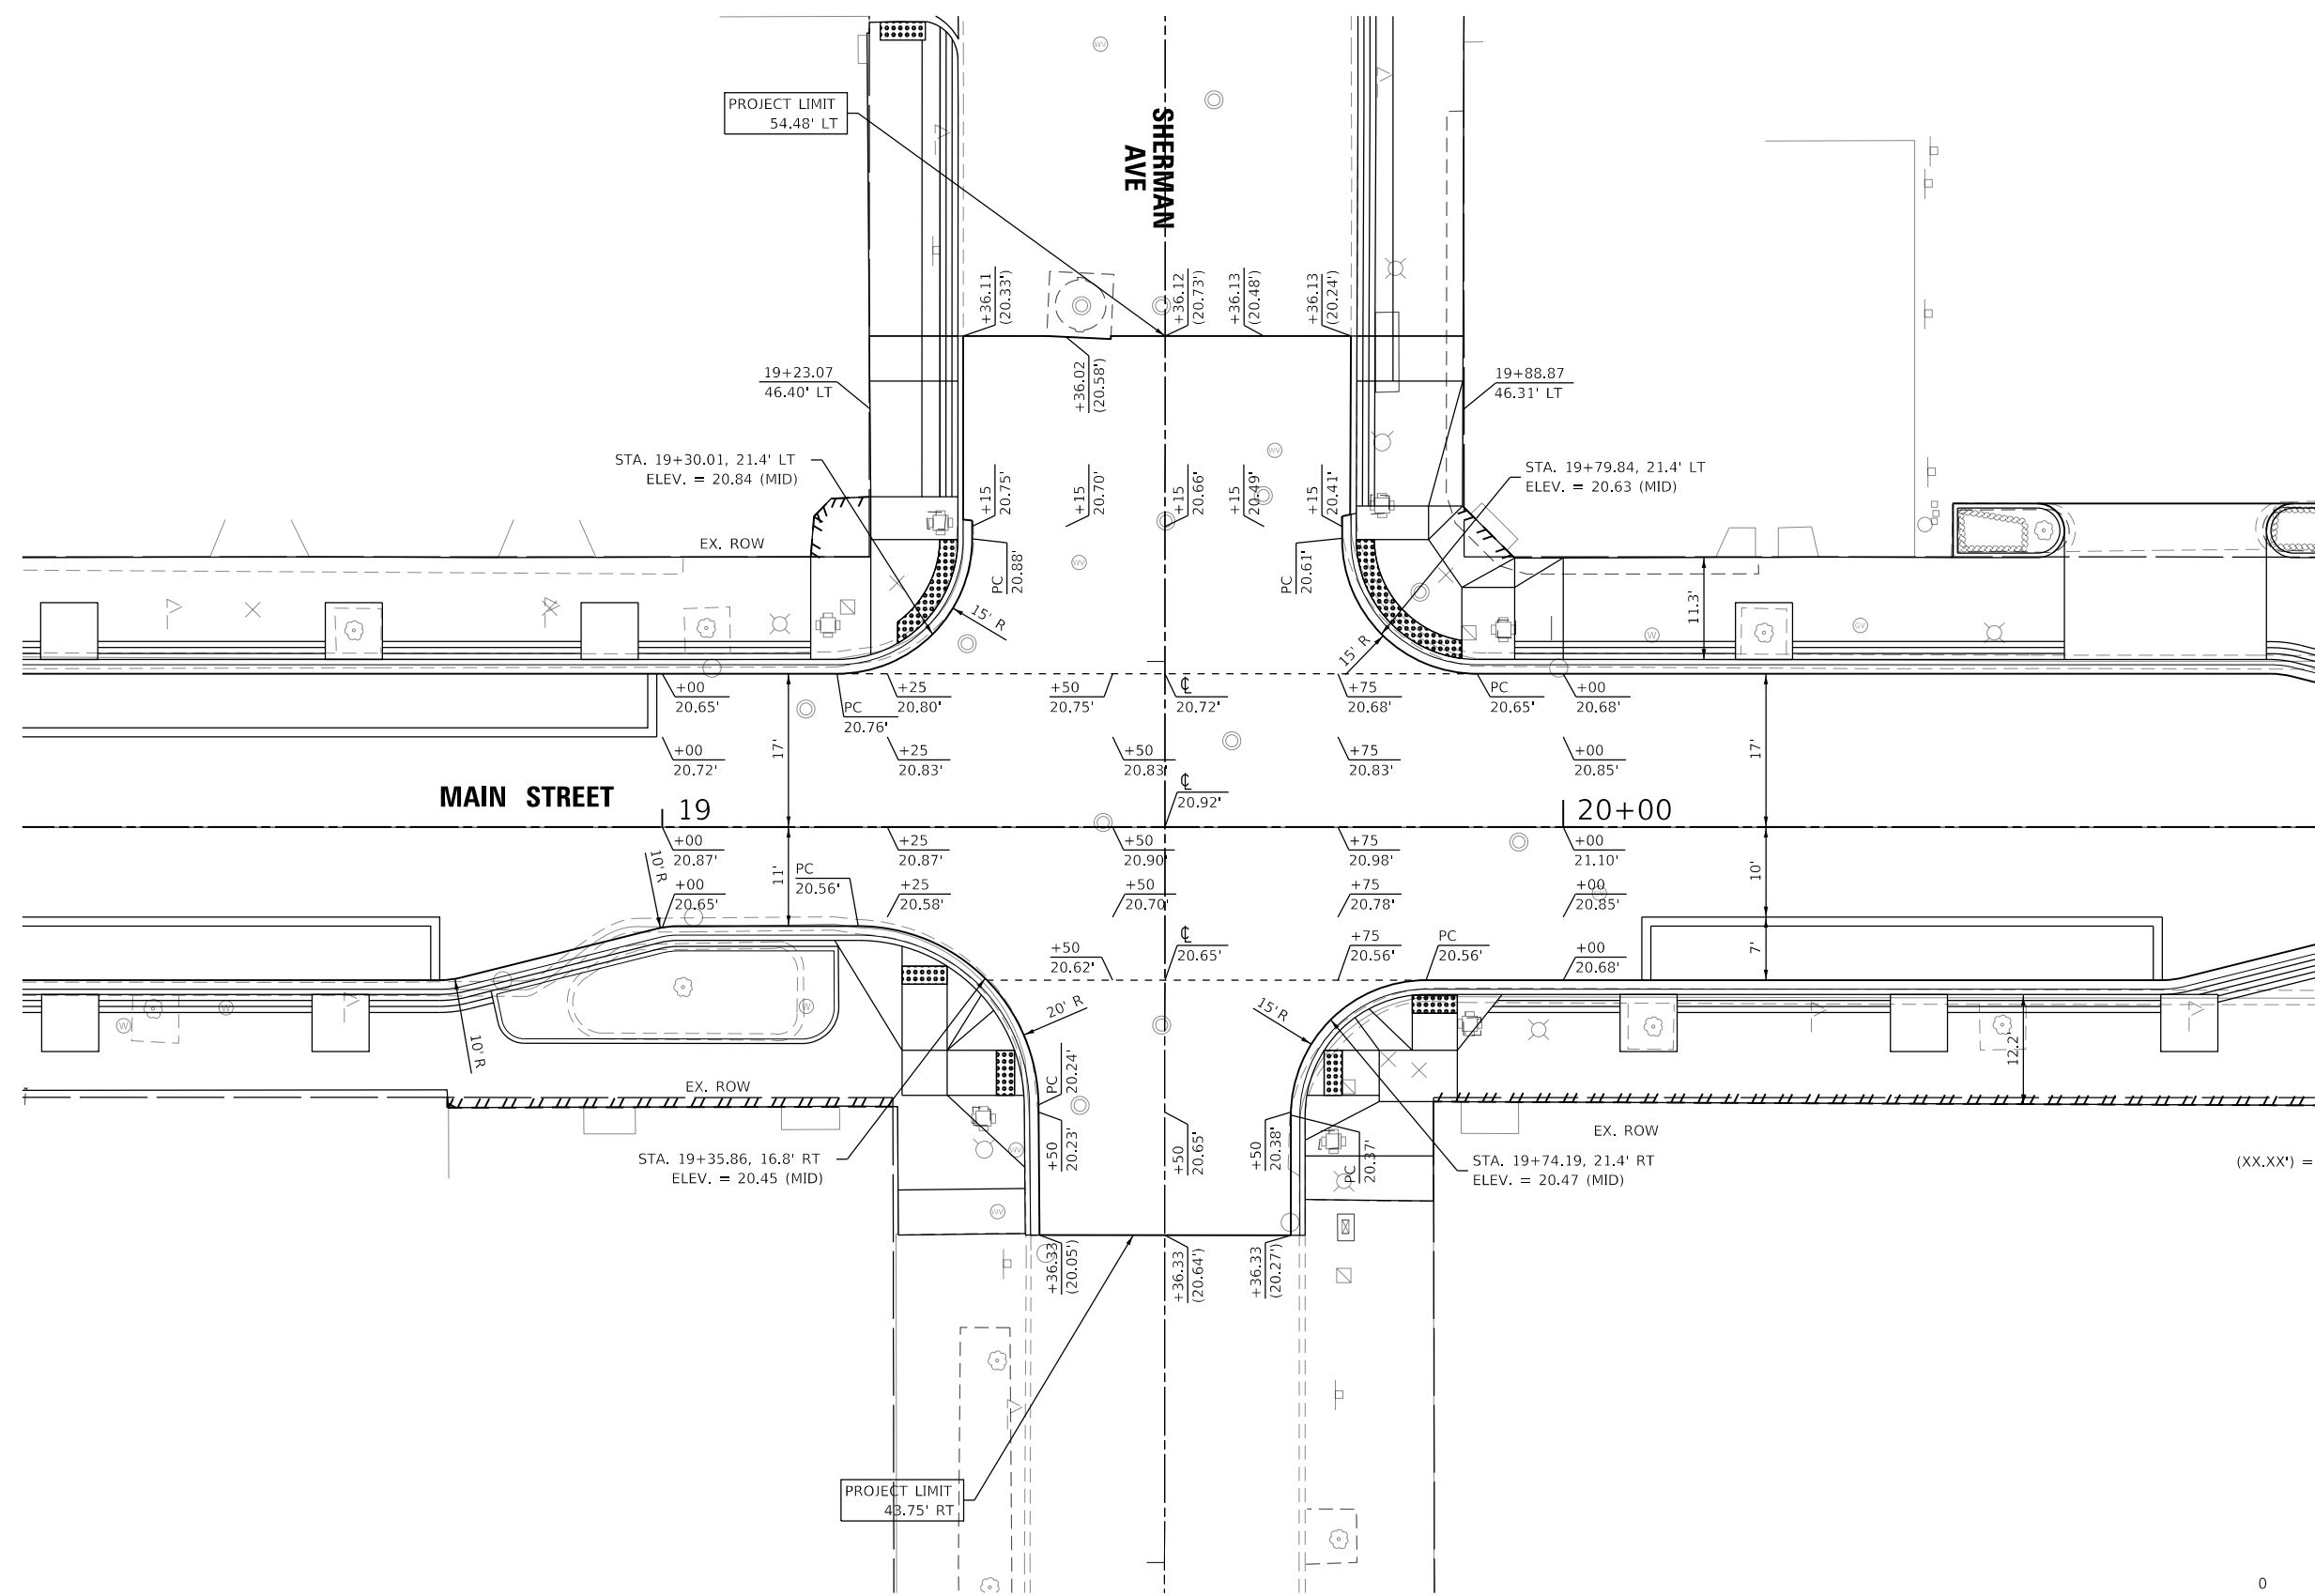 PROJECT LIMIT
54.48' LT
SHERMAN
AVE
+36.11
(20.33')
+36.12
(20.73')
+36.13
(20.48')
+36.13
(20.24')
+36.02
(20.58')
19+23.07
46.40' LT
19+88.87
46.31' LT
STA. 19+30.01, 21.4' LT
ELEV. = 20.84 (MID)
STA. 19+79.84, 21.4' LT
ELEV. = 20.63 (MID)
+15
20.75'
+15
20.70'
+15
20.66'
+15
20.49'
+15
20.41'
EX. ROW
PC
20.88'
PC
20.61'
15' R
15' R
11.3'
+00
20.65'
PC
20.76'
+25
20.80'
+50
20.75'
℄
20.72'
+75
20.68'
PC
20.65'
+00
20.68'
17'
17'
+00
20.72'
+25
20.83'
+50
20.83'
+75
20.83'
+00
20.85'
℄
20.92'
MAIN STREET
19
20+00
+00
20.87'
+25
20.87'
+50
20.90'
+75
20.98'
+00
21.10'
10' R
11'
10'
PC
20.56'
+00
20.65'
+25
20.58'
+50
20.70'
+75
20.78'
+00
20.85'
+50
20.62'
℄
20.65'
+75
20.56'
PC
20.56'
+00
20.68'
7'
10' R
20' R
15'R
12.2
EX. ROW
PC
20.24'
+50
20.23'
+50
20.65'
+50
20.38'
PC
20.37'
EX. ROW
STA. 19+35.86, 16.8' RT
ELEV. = 20.45 (MID)
STA. 19+74.19, 21.4' RT
ELEV. = 20.47 (MID)
(XX.XX') =
+36.33
(20.05')
+36.33
(20.64')
+36.33
(20.27')
PROJECT LIMIT
43.75' RT
0